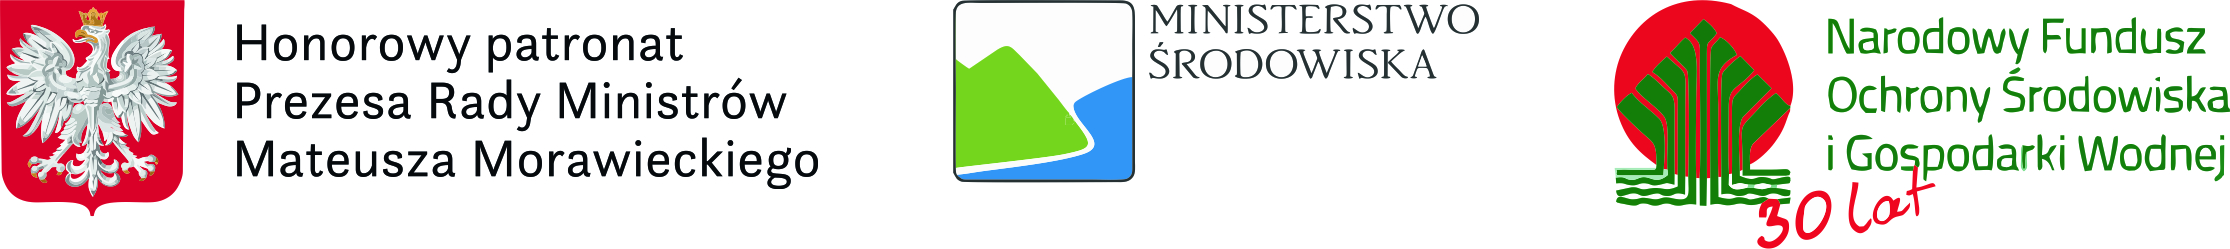 Honorowy patronat
Prezesa Rady Ministrów
Mateusza Morawieckiego
MINISTERSTWO
ŚRODOWISKA
Narodowy Fundusz
Ochrony Środowiska
i Gospodarki Wodnej
30 lat